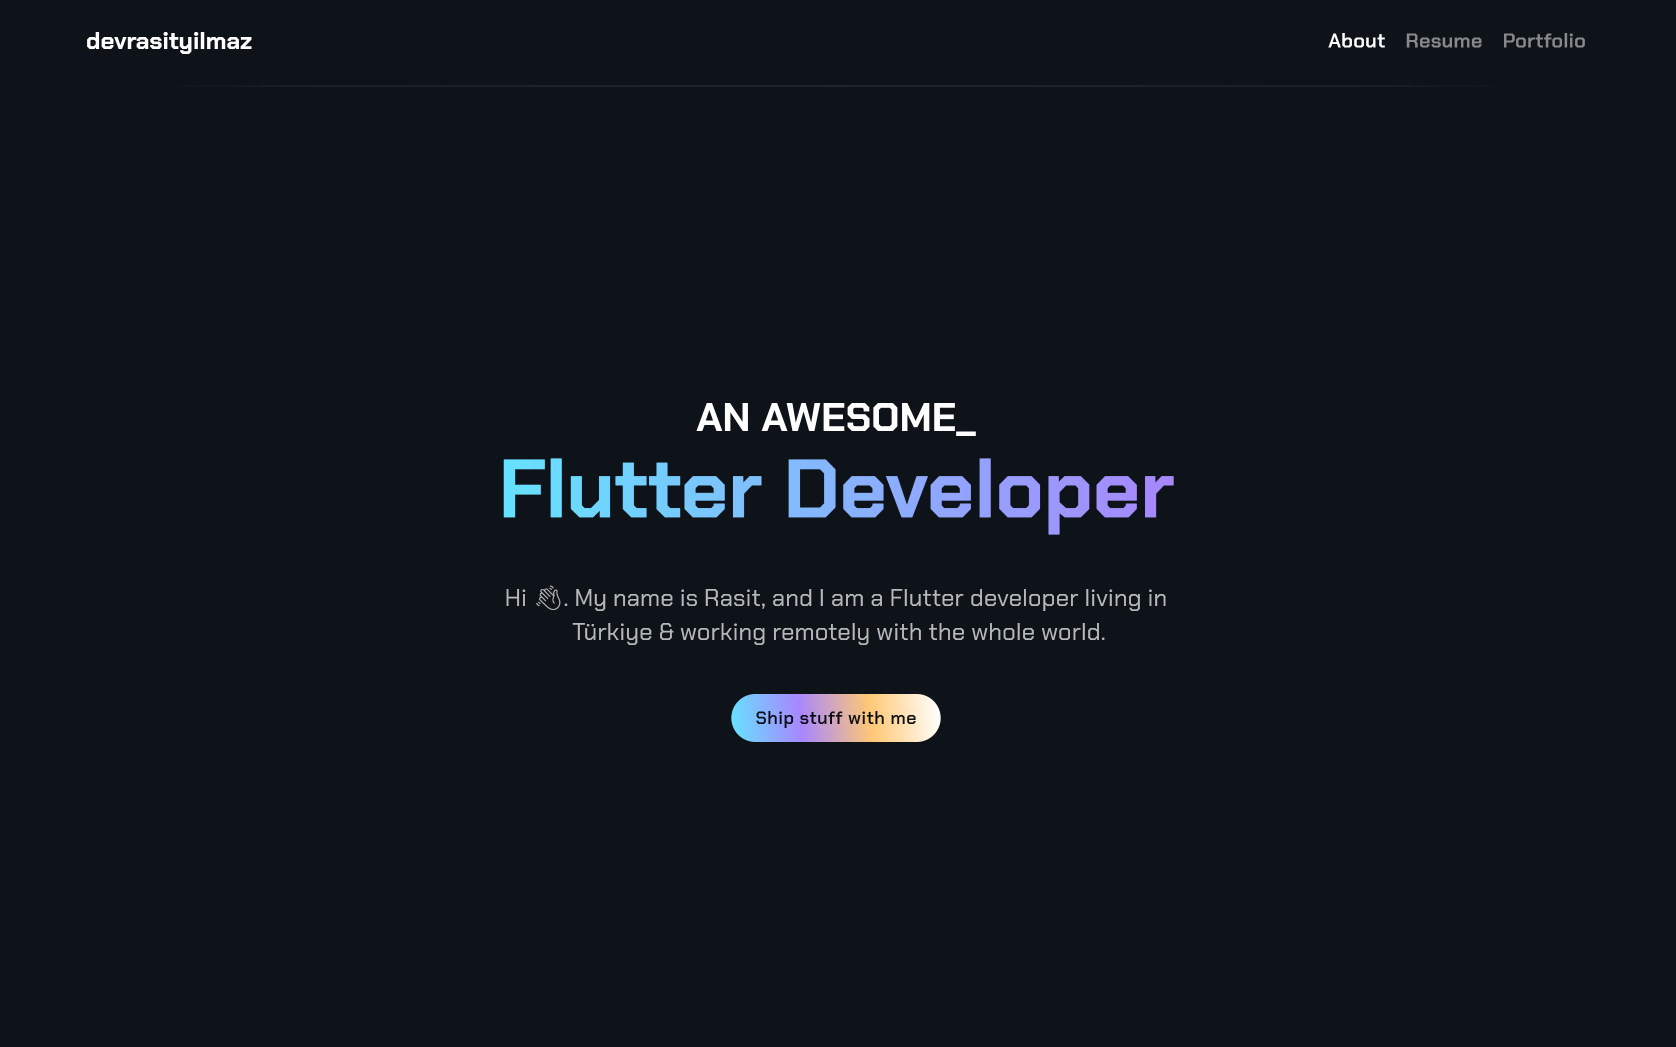 devrasityilmaz
About Resume Portfolio
AN AWESOME_
Flutter Developer
Hi 👋. My name is Rasit, and I am a Flutter developer living in
Türkiye & working remotely with the whole world.
Ship stuff with me